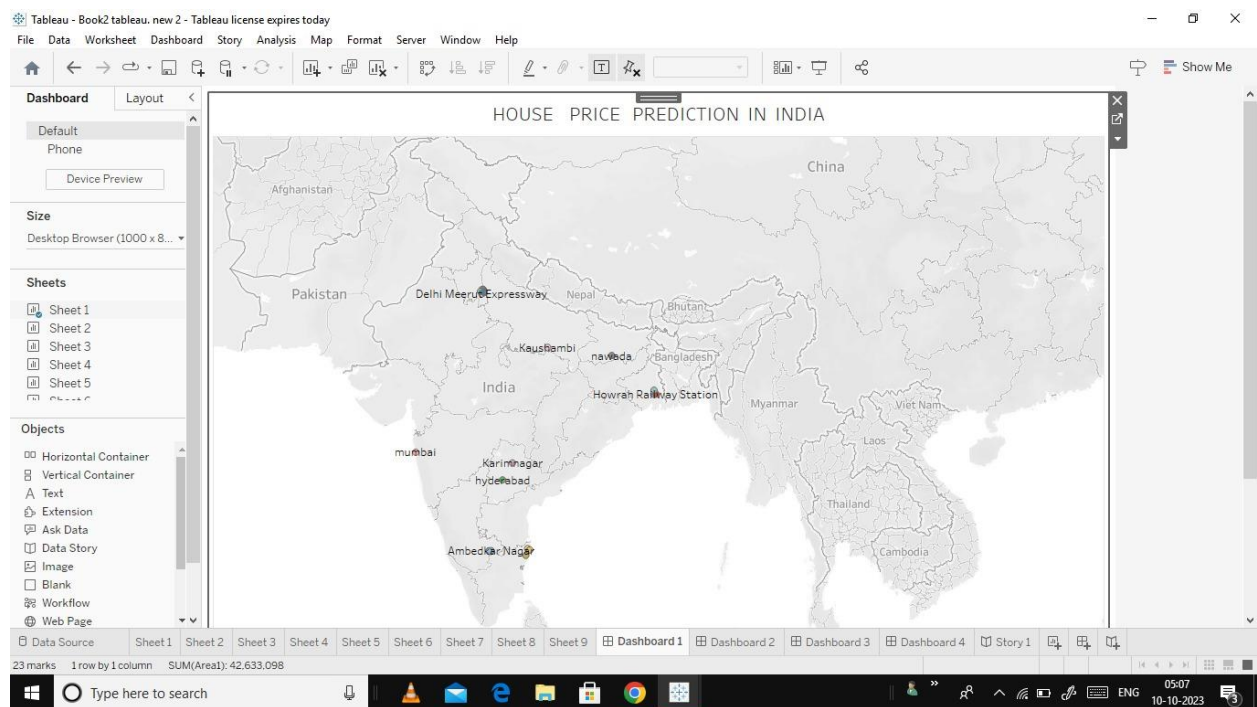 Tableau - Book2 tableau. new 2 - Tableau license expires today
File Data Worksheet Dashboard Story Analysis Map Format Server Window Help
Show Me
Dashboard Layout
Default
Phone
Device Preview
Size
Desktop Browser (1000 x 8...
Sheets
Sheet 1
Sheet 2
Sheet 3
Sheet 4
Sheet 5
Objects
Horizontal Container
Vertical Container
Text
Extension
Ask Data
Data Story
Image
Blank
Workflow
Web Page
HOUSE PRICE PREDICTION IN INDIA
China
Afghanistan
Pakistan
Delhi Meerut Expressway
Nepal
Bhutan
Kaushambi
nawada
Bangladesh
India
Howrah Railway Station
Myanmar
Viet Nam
Laos
mumbai
Karimnagar
hyderabad
Thailand
Ambedkar Nagar
Cambodia
Data Source Sheet 1 Sheet 2 Sheet 3 Sheet 4 Sheet 5 Sheet 6 Sheet 7 Sheet 8 Sheet 9 Dashboard 1 Dashboard 2 Dashboard 3 Dashboard 4 Story 1
23 marks 1 row by 1 column SUM(Area1): 42,633,098
Type here to search
ENG
05:07
10-10-2023
3